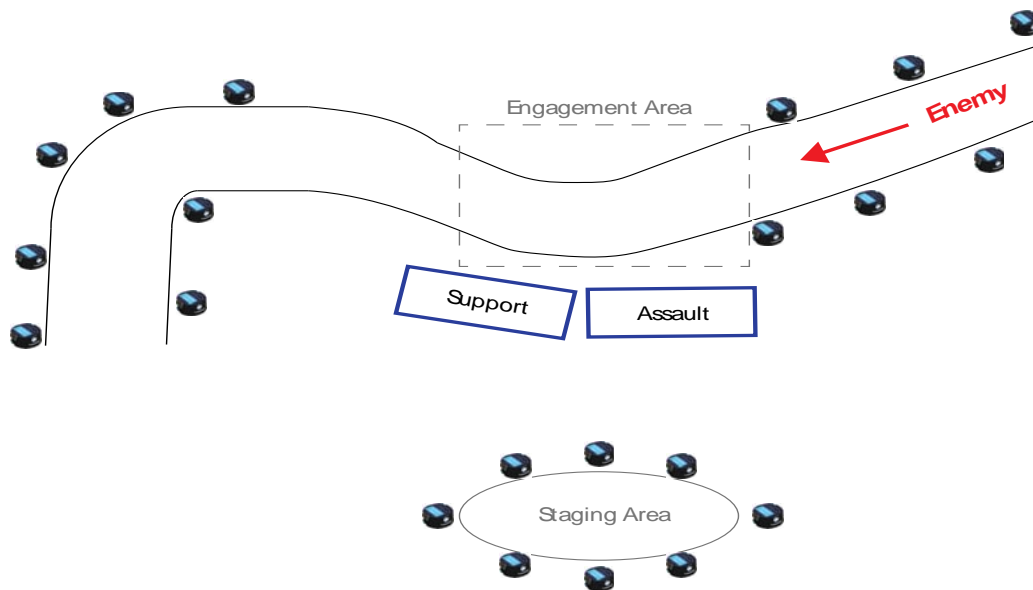 Engagement Area
Enemy
Support
Assault
Staging Area